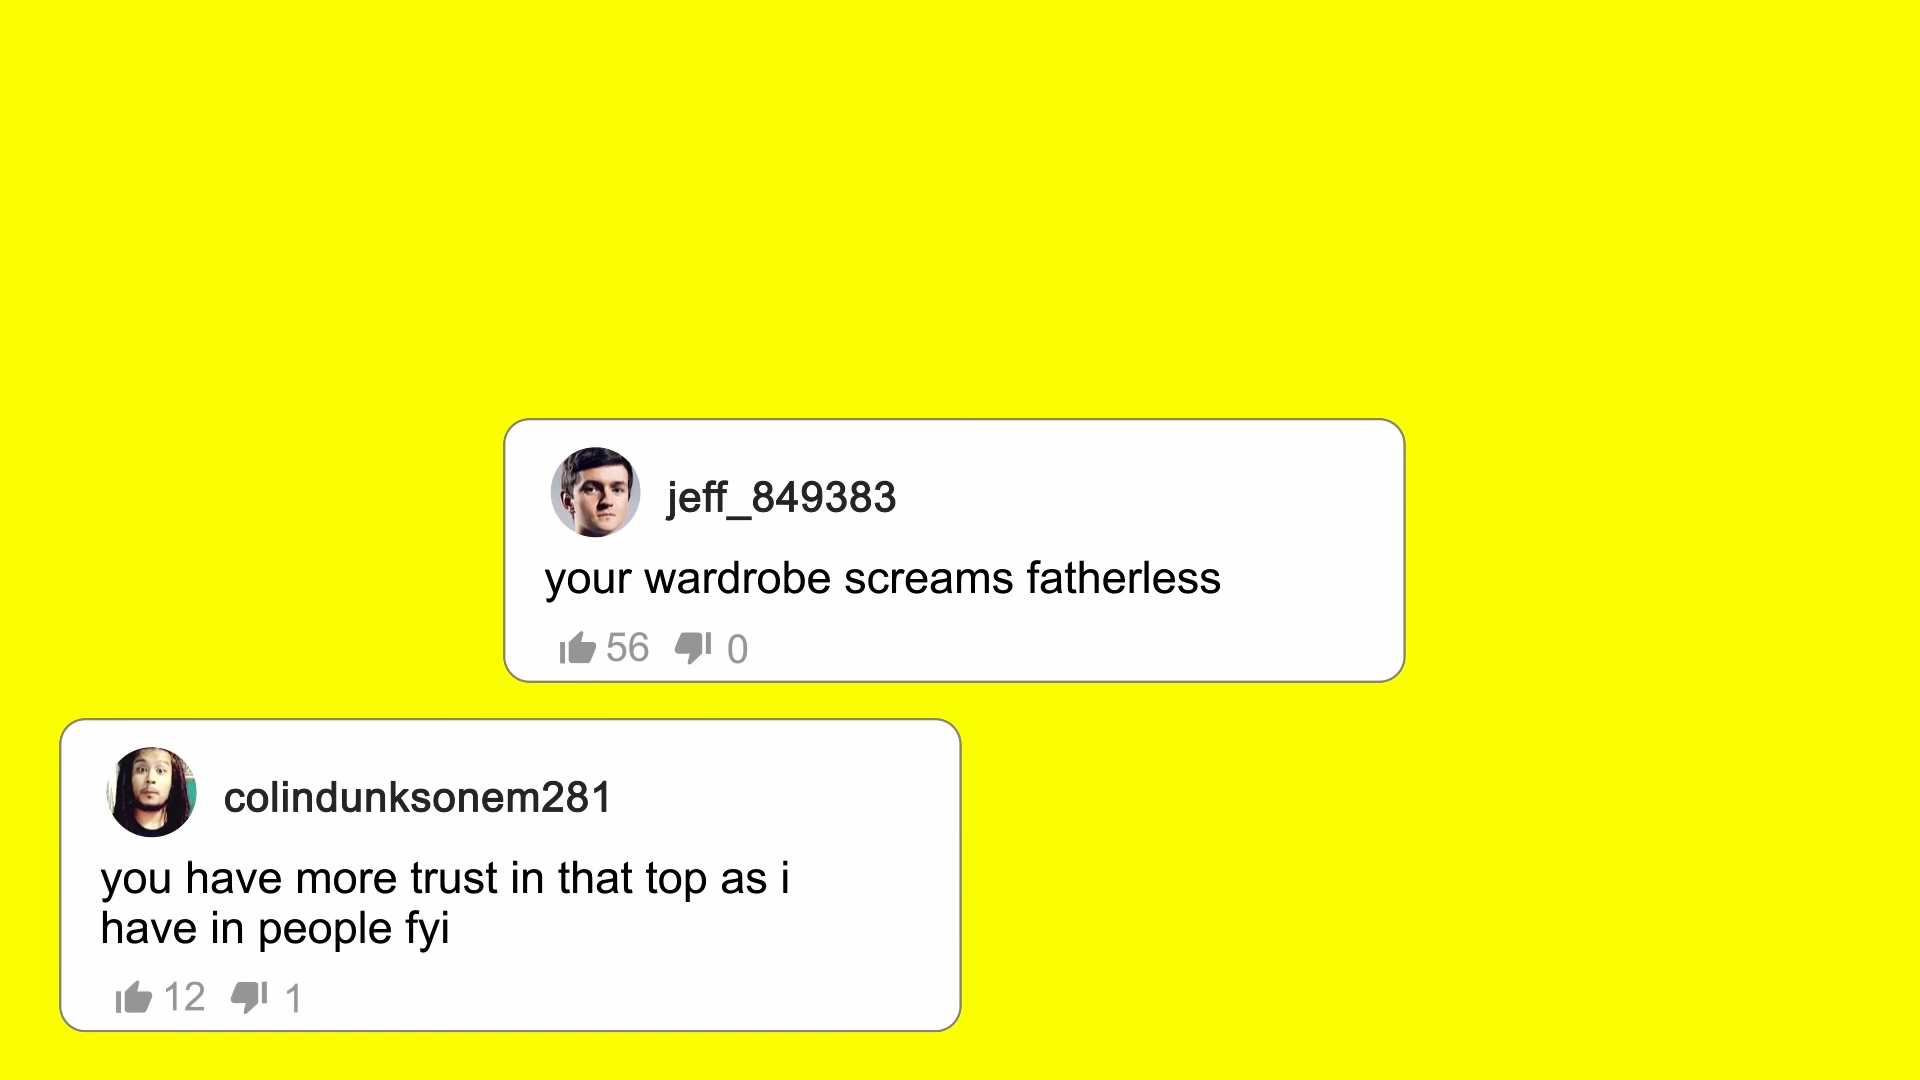 jeff_849383
your wardrobe screams fatherless
56 0
colindunksonem281
you have more trust in that top as i
have in people fyi
12 1